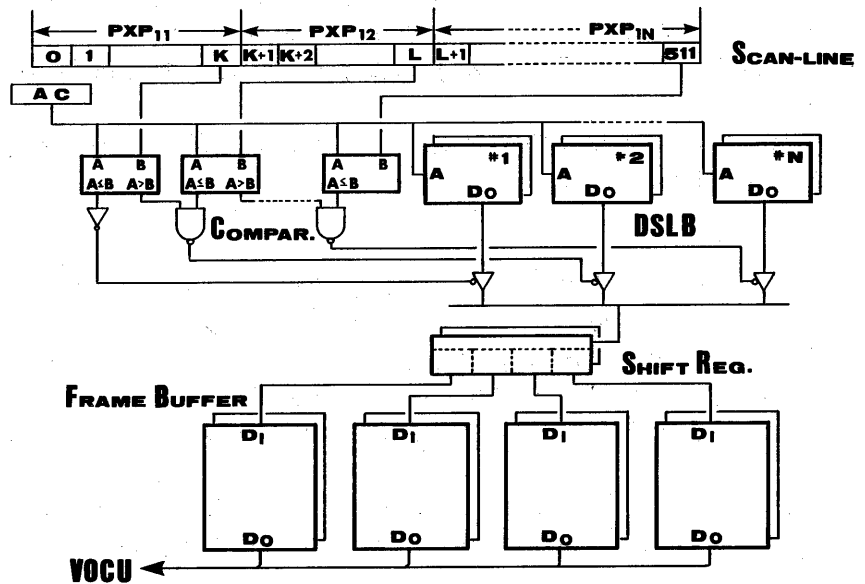 PXP11 PXP12 PXP1N
0 1 K K+1 K+2 L L+1 511
SCAN-LINE
AC
A B A B A B
A≤B A>B A≤B A>B A≤B
#1 #2 #N
A
DO DO DO
COMPAR.
DSLB
SHIFT REG.
FRAME BUFFER
DI DI DI DI
DO DO DO DO
VOCU